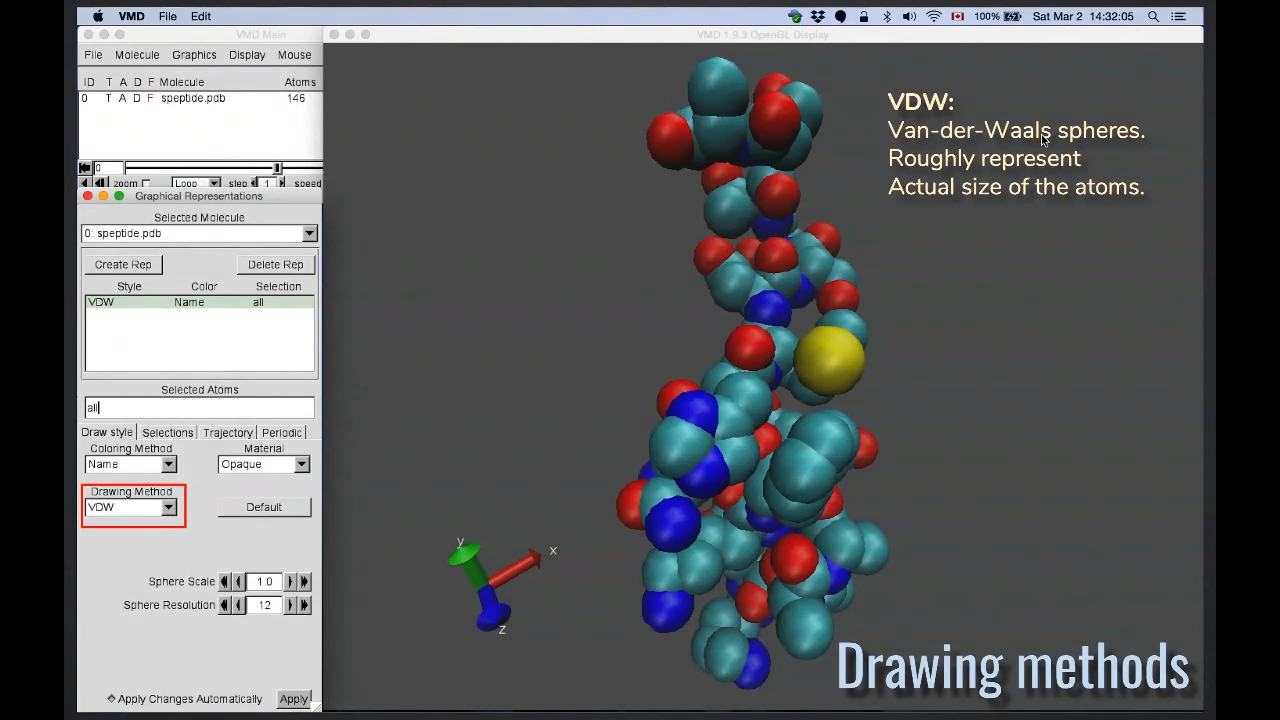 VMD File Edit
100% Sat Mar 2 14:32:05
VMD Main
VMD 1.9.3 OpenGL Display
File Molecule Graphics Display Mouse
ID T A D F Molecule Atoms
0 T A D F speptide.pdb 146
0
zoom Loop step 1 speed
Graphical Representations
Selected Molecule
0: speptide.pdb
Create Rep Delete Rep
Style Color Selection
VDW Name all
Selected Atoms
all
Draw style Selections Trajectory Periodic
Coloring Method Material
Name Opaque
Drawing Method
VDW Default
Sphere Scale 1.0
Sphere Resolution 12
Apply Changes Automatically Apply
VDW:
Van-der-Waals spheres.
Roughly represent
Actual size of the atoms.
y
x
z
Drawing methods